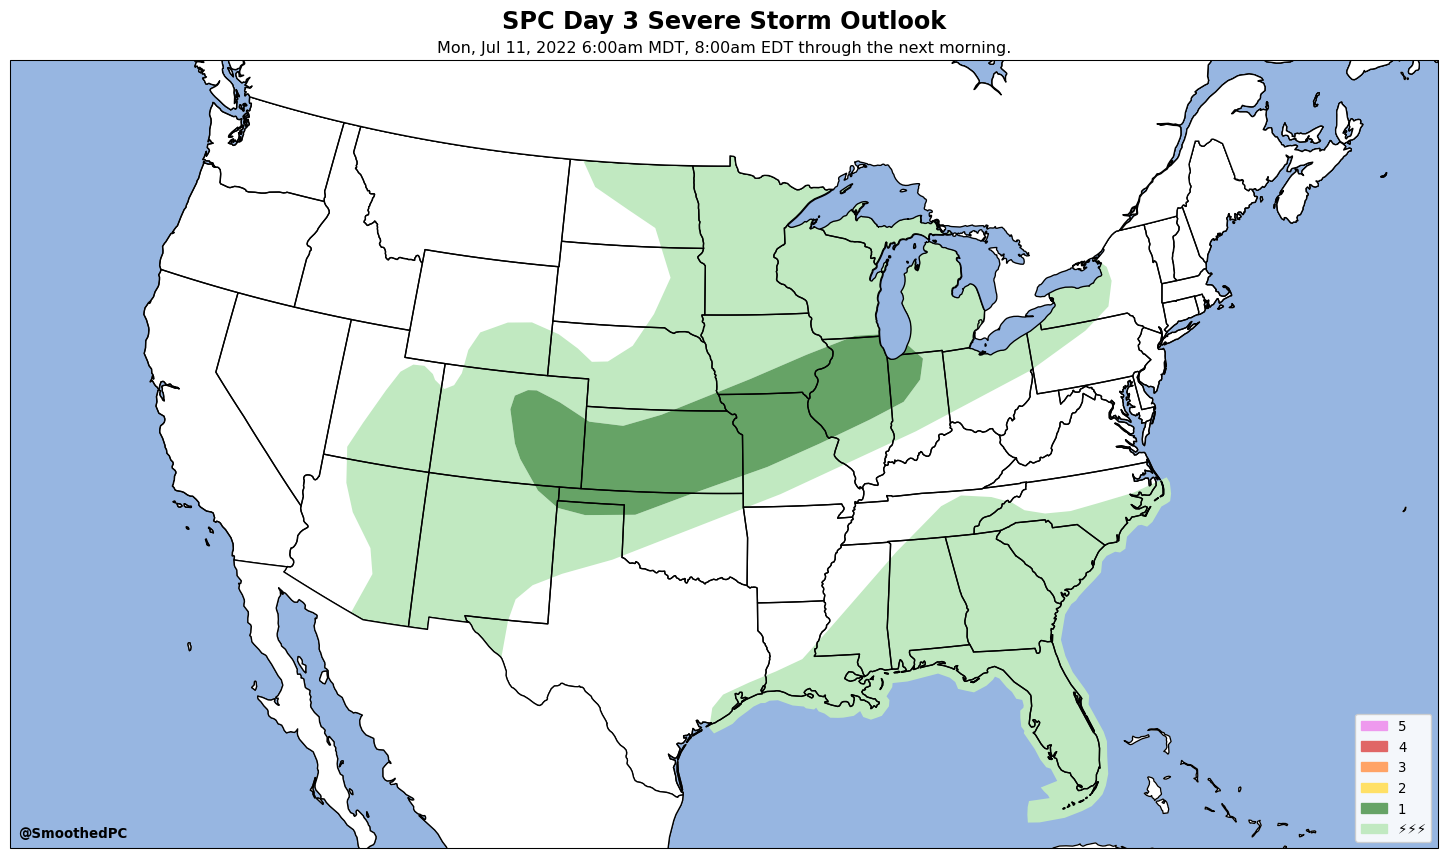 SPC Day 3 Severe Storm Outlook
Mon, Jul 11, 2022 6:00am MDT, 8:00am EDT through the next morning.
5
4
3
2
1
⚡⚡⚡
@SmoothedPC